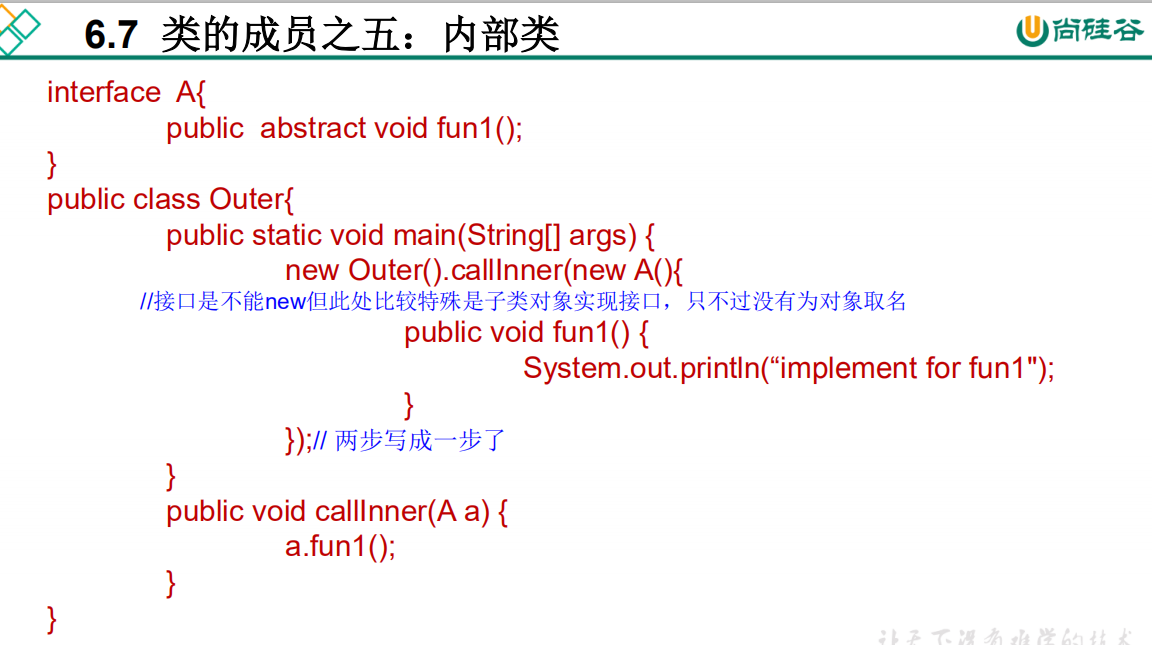 6.7 类的成员之五：内部类
尚硅谷
interface A{
public abstract void fun1();
}
public class Outer{
public static void main(String[] args) {
new Outer().callInner(new A(){
//接口是不能new但此处比较特殊是子类对象实现接口，只不过没有为对象取名
public void fun1() {
System.out.println(“implement for fun1");
}
});// 两步写成一步了
}
public void callInner(A a) {
a.fun1();
}
}
让天下没有难学的技术